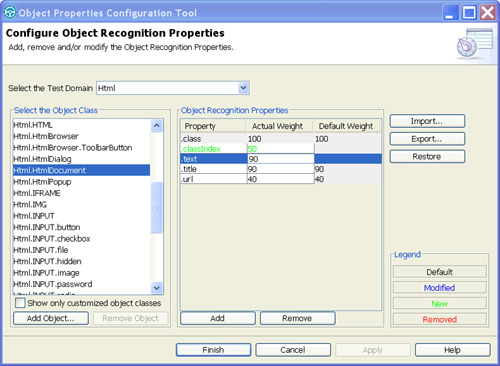 Object Properties Configuration Tool
Configure Object Recognition Properties
Add, remove and/or modify the Object Recognition Properties.
Select the Test Domain Html
Select the Object Class
Html.HTML
Html.HtmlBrowser
Html.HtmlBrowser.ToolbarButton
Html.HtmlDialog
Html.HtmlDocument
Html.HtmlPopup
Html.IFRAME
Html.IMG
Html.INPUT
Html.INPUT.button
Html.INPUT.checkbox
Html.INPUT.file
Html.INPUT.hidden
Html.INPUT.image
Html.INPUT.password
Html.INPUT.radio
Show only customized object classes
Add Object... Remove Object
Object Recognition Properties
Property Actual Weight Default Weight
.class 100 100
.classIndex 50
.text 90
.title 90 90
.url 40 40
Add Remove
Import...
Export...
Restore
Legend
Default
Modified
New
Removed
Finish Cancel Apply Help